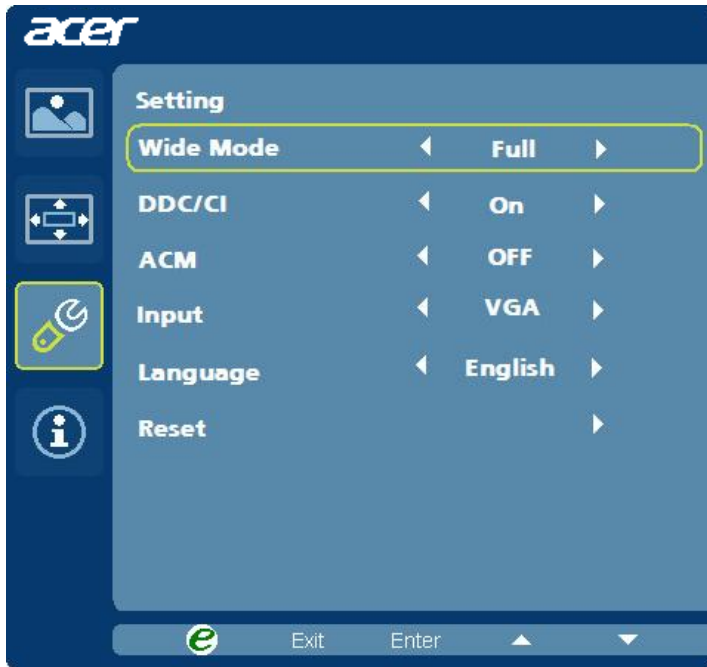 acer
Setting
Wide Mode Full
DDC/CI On
ACM OFF
Input VGA
Language English
Reset
e Exit Enter